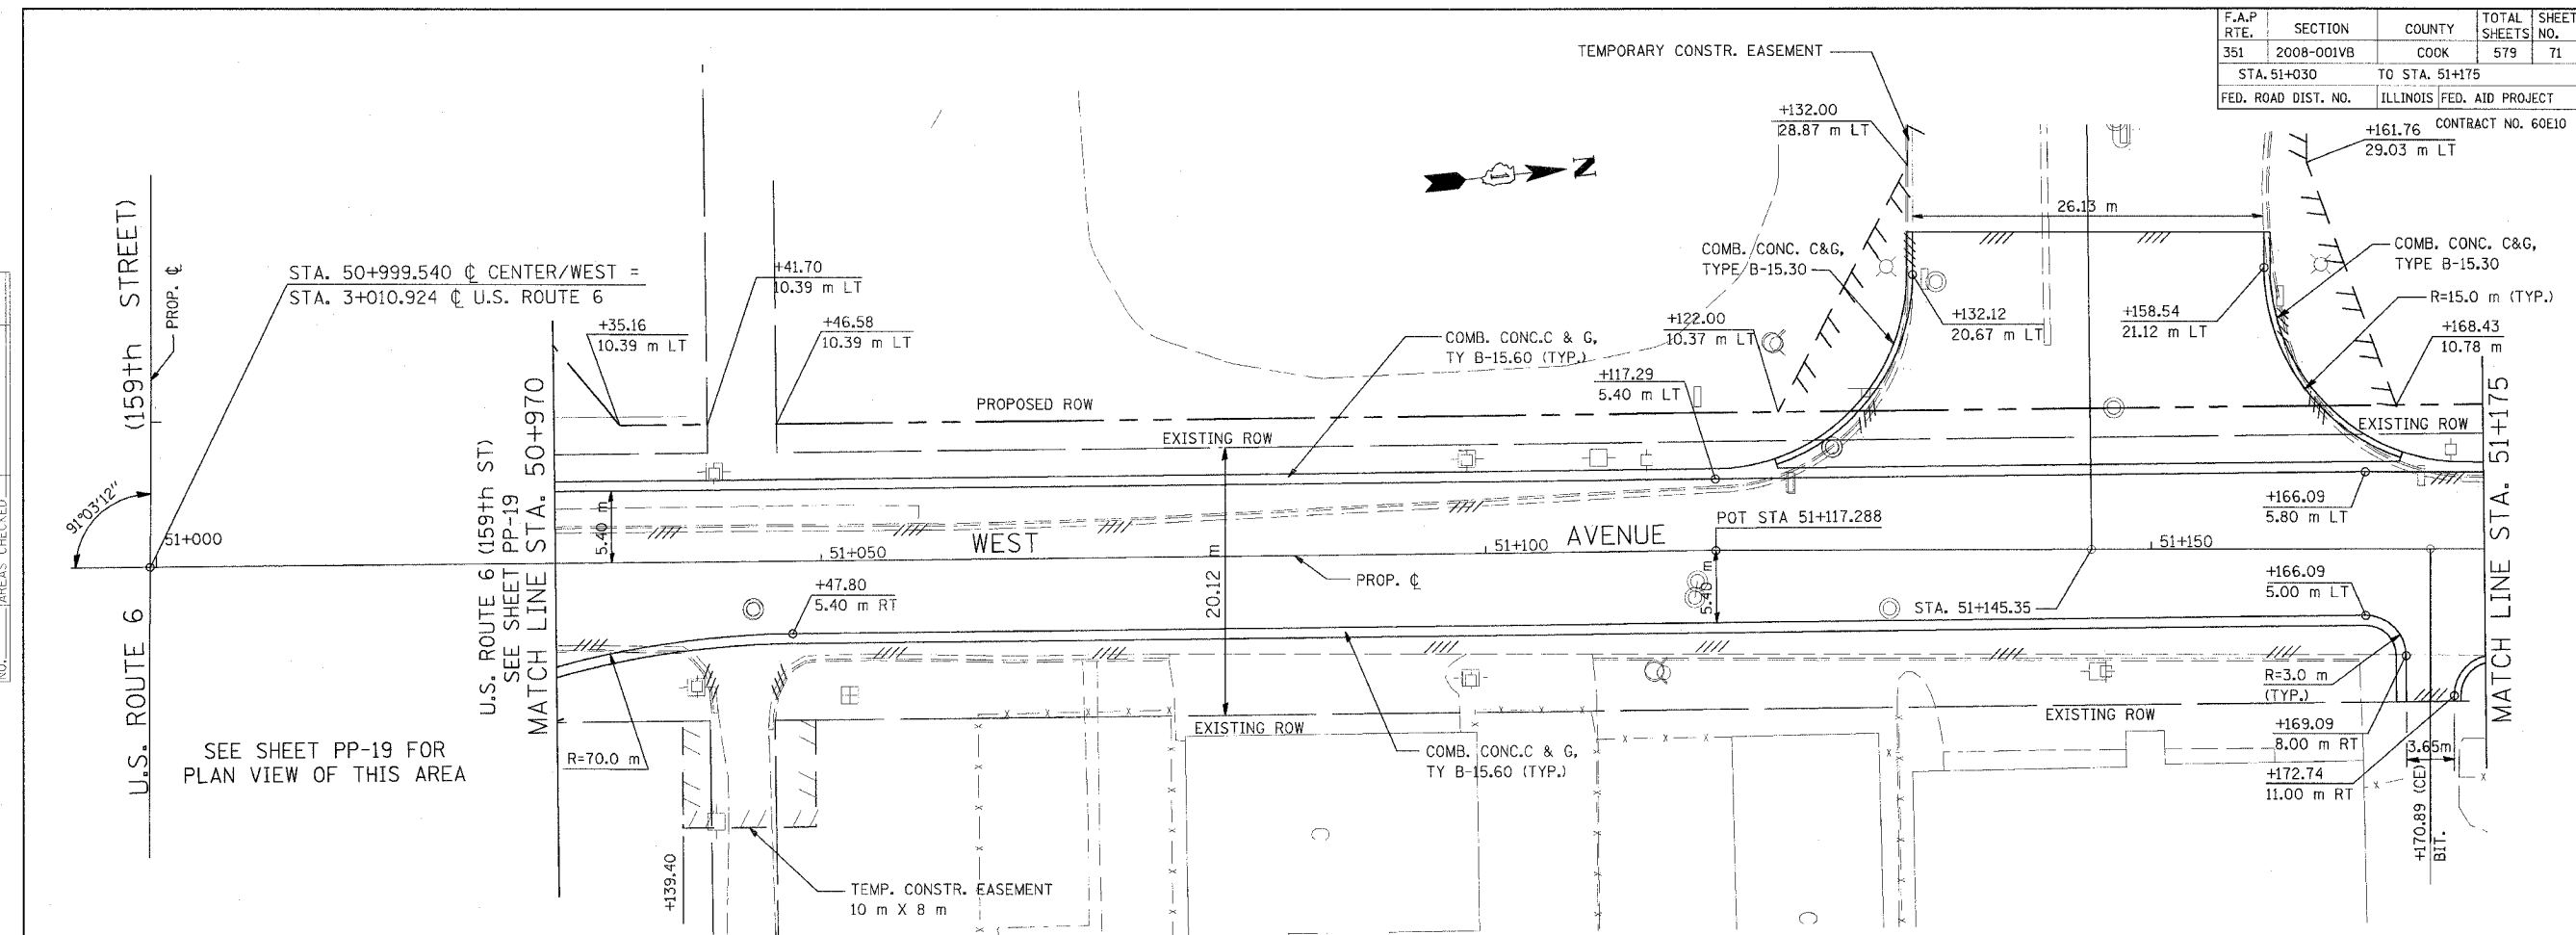 F.A.P RTE.
SECTION
COUNTY
TOTAL SHEETS
SHEET NO.
351
2008-001VB
COOK
579
71
STA. 51+030 TO STA. 51+175
FED. ROAD DIST. NO.
ILLINOIS
FED. AID PROJECT
CONTRACT NO. 60E10
TEMPORARY CONSTR. EASEMENT
+132.00
28.87 m LT
+161.76
29.03 m LT
N
26.13 m
COMB. CONC. C&G,
TYPE B-15.30
COMB. CONC. C&G,
TYPE B-15.30
R=15.0 m (TYP.)
U.S. ROUTE 6 (159th STREET)
PROP. ℄
STA. 50+999.540 ℄ CENTER/WEST =
STA. 3+010.924 ℄ U.S. ROUTE 6
+41.70
10.39 m LT
+35.16
10.39 m LT
+46.58
10.39 m LT
COMB. CONC.C & G,
TY B-15.60 (TYP.)
+122.00
10.37 m LT
+132.12
20.67 m LT
+158.54
21.12 m LT
+168.43
10.78 m
+117.29
5.40 m LT
PROPOSED ROW
EXISTING ROW
EXISTING ROW
91°03'12"
51+000
U.S. ROUTE 6 (159th ST)
SEE SHEET PP-19
MATCH LINE STA. 50+970
5.40 m
51+050
WEST
AVENUE
51+100
POT STA 51+117.288
51+150
+166.09
5.80 m LT
MATCH LINE STA. 51+175
+47.80
5.40 m RT
20.12 m
PROP. ℄
5.40 m
STA. 51+145.35
+166.09
5.00 m LT
R=3.0 m
(TYP.)
EXISTING ROW
EXISTING ROW
+169.09
8.00 m RT
3.65m
+172.74
11.00 m RT
+170.89 (CE)
BIT.
SEE SHEET PP-19 FOR
PLAN VIEW OF THIS AREA
R=70.0 m
COMB. CONC.C & G,
TY B-15.60 (TYP.)
+139.40
TEMP. CONSTR. EASEMENT
10 m X 8 m
C
C
NO.
AREAS CHECKED